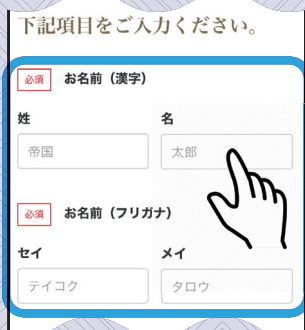 下記項目をご入力ください。
必須 お名前（漢字）
姓 名
帝国 太郎
必須 お名前（フリガナ）
セイ メイ
テイコク タロウ